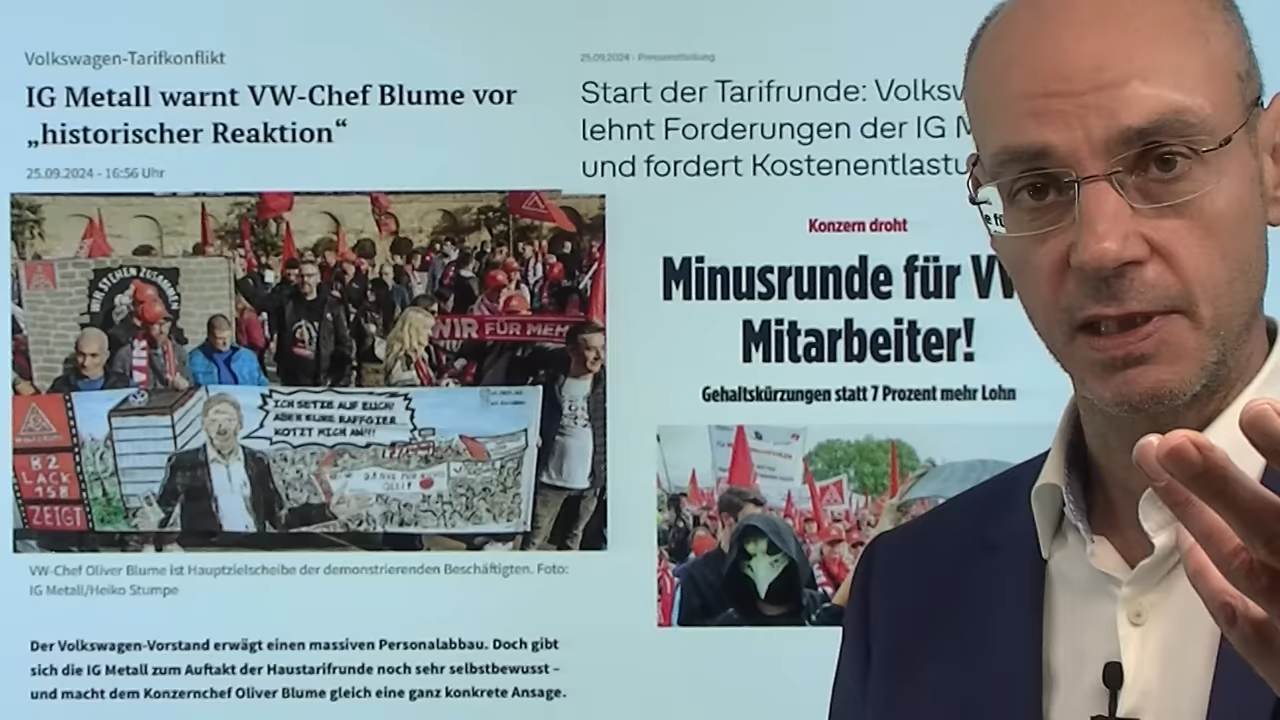 Volkswagen-Tarifkonflikt
IG Metall warnt VW-Chef Blume vor
„historischer Reaktion“
25.09.2024 - 16:56 Uhr
WIR STEHEN ZUSAMMEN
WIR FÜR MEH
ICH SETZE AUF EUCH!
ABER EURE RAFFGIER
KOTZT MICH AN!!!
B2
LACK
158
ZEIGT
VW-Chef Oliver Blume ist Hauptzielscheibe der demonstrierenden Beschäftigten. Foto:
IG Metall/Heiko Stumpe
Der Volkswagen-Vorstand erwägt einen massiven Personalabbau. Doch gibt
sich die IG Metall zum Auftakt der Haustarifrunde noch sehr selbstbewusst –
und macht dem Konzernchef Oliver Blume gleich eine ganz konkrete Ansage.
25.09.2024 - Pressemitteilung
Start der Tarifrunde: Volksw
lehnt Forderungen der IG M
und fordert Kostenentlastu
Konzern droht
Minusrunde für VW
Mitarbeiter!
Gehaltskürzungen statt 7 Prozent mehr Lohn
e fü